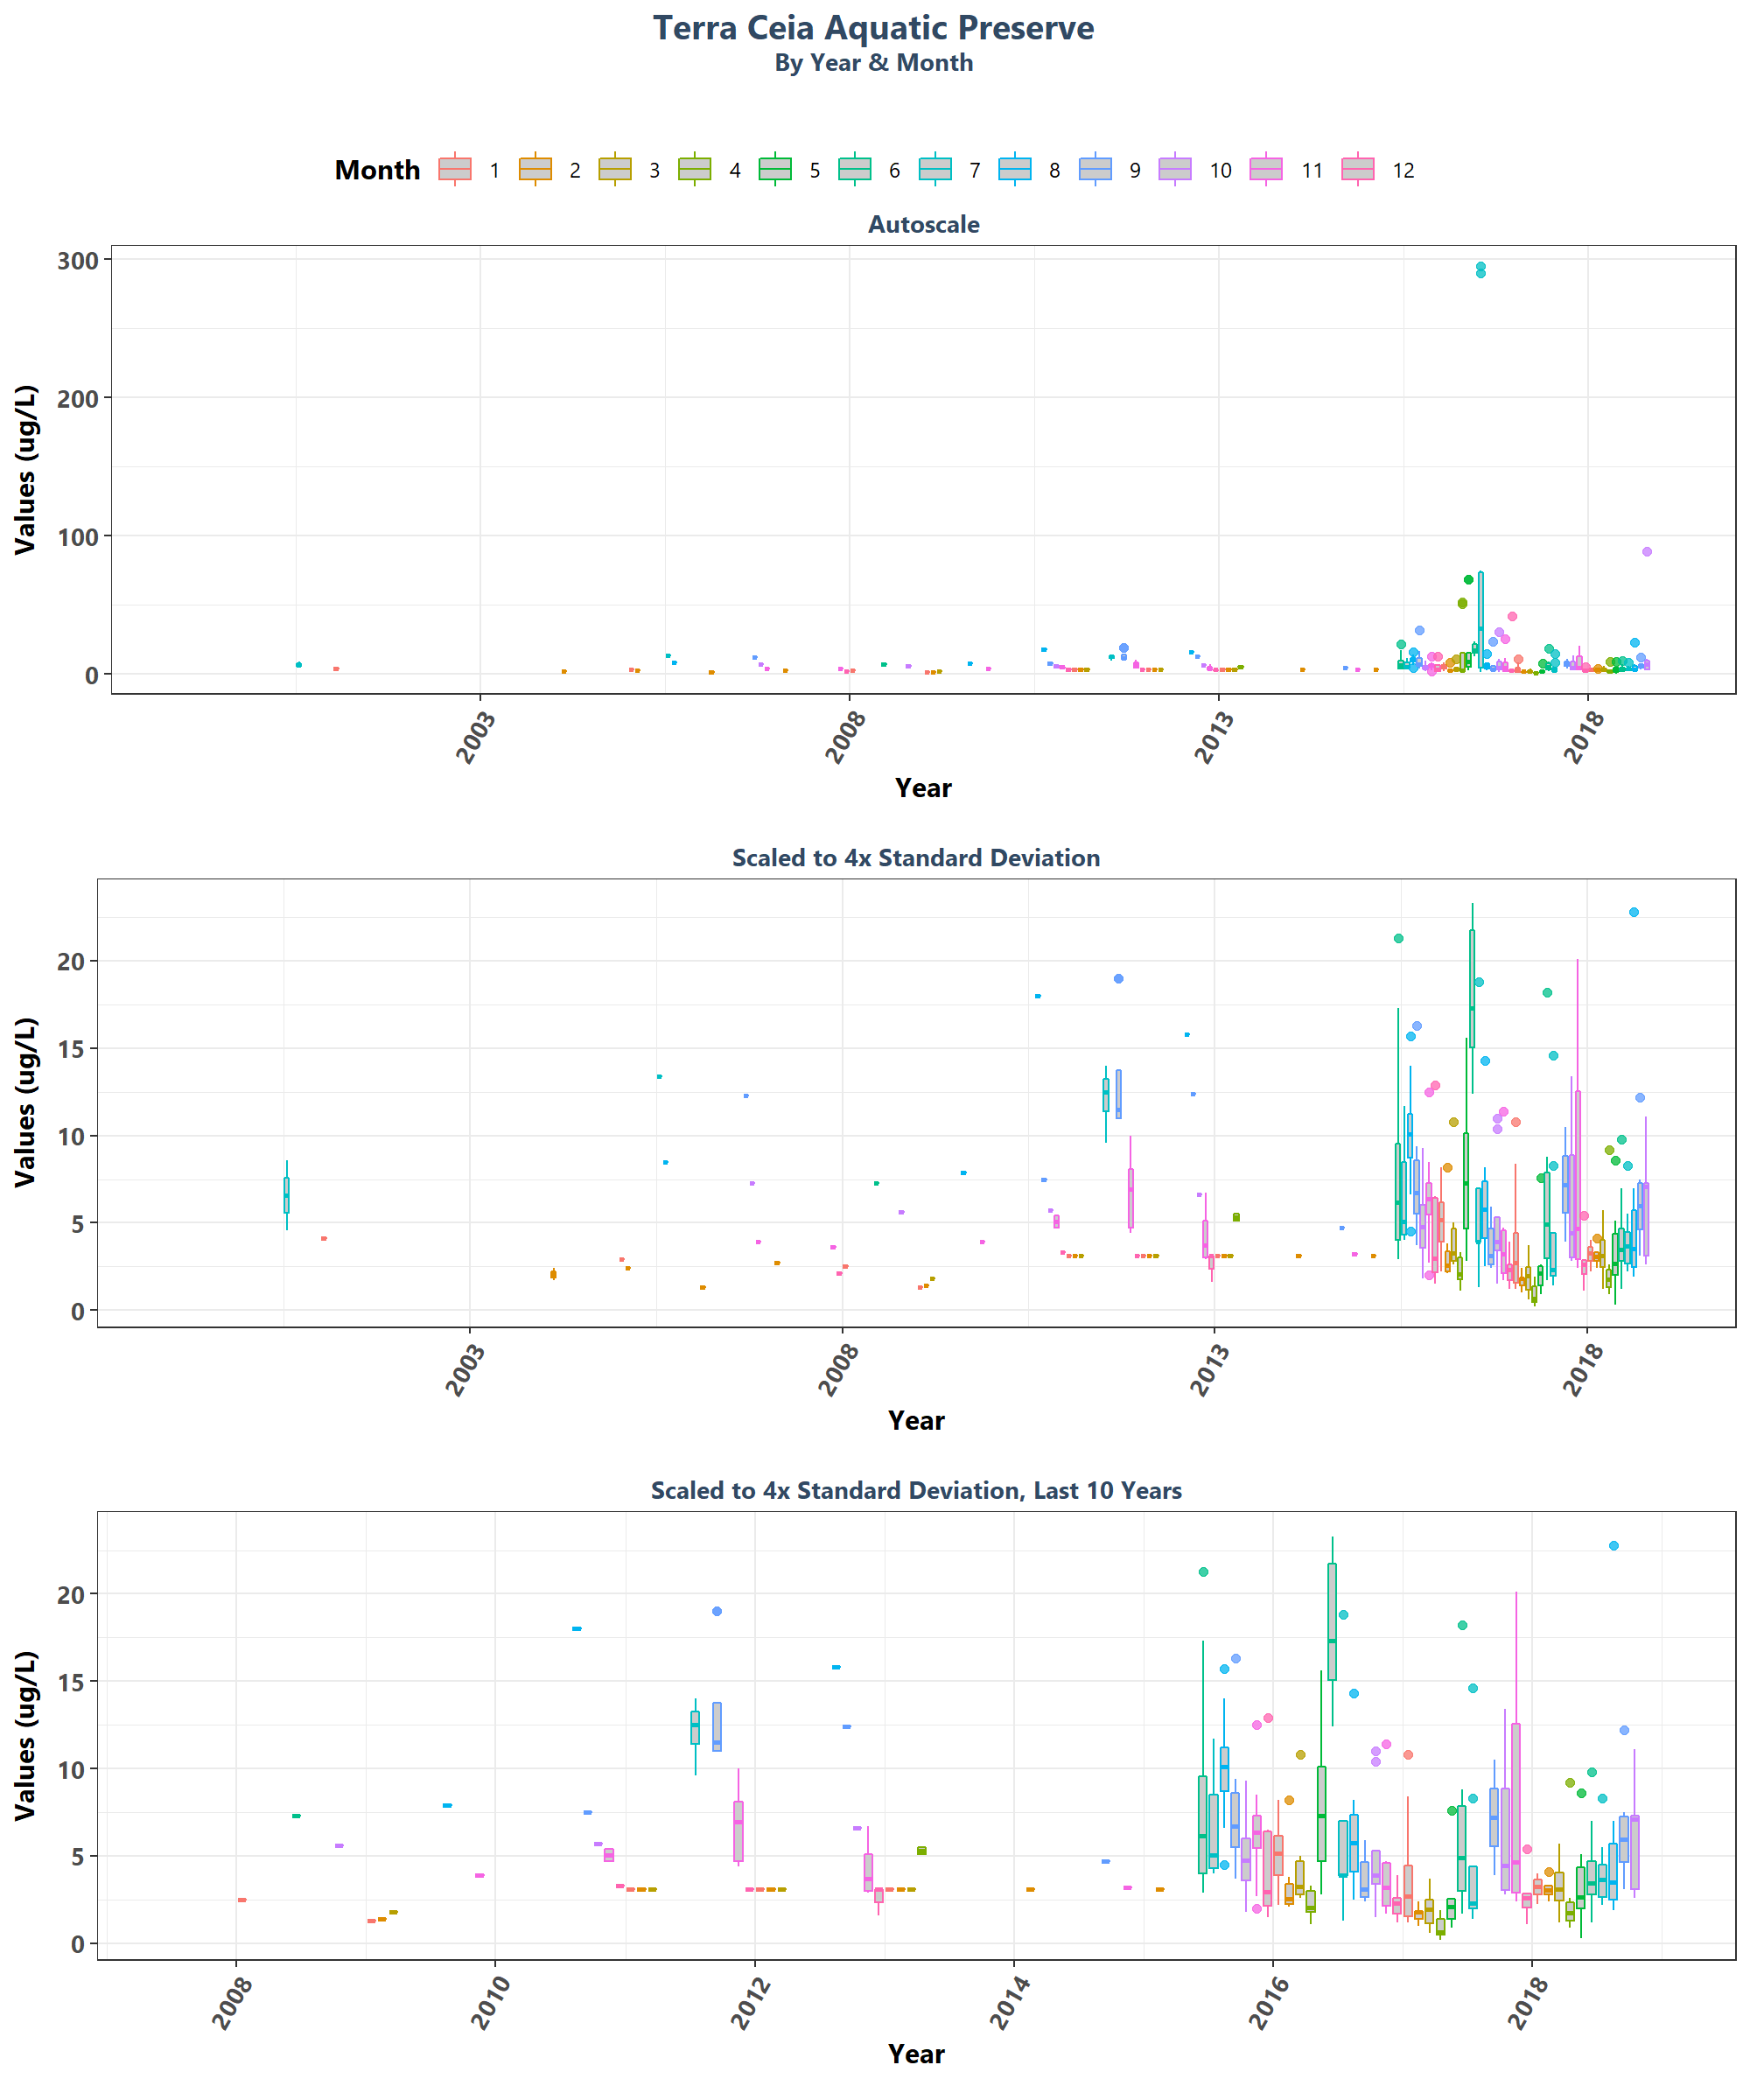 Terra Ceia Aquatic Preserve
By Year & Month
Month 1 2 3 4 5 6 7 8 9 10 11 12
Autoscale
300
200
100
0
Values (ug/L)
2003 2008 2013 2018
Year
Scaled to 4x Standard Deviation
20
15
10
5
0
Values (ug/L)
2003 2008 2013 2018
Year
Scaled to 4x Standard Deviation, Last 10 Years
20
15
10
5
0
Values (ug/L)
2008 2010 2012 2014 2016 2018
Year